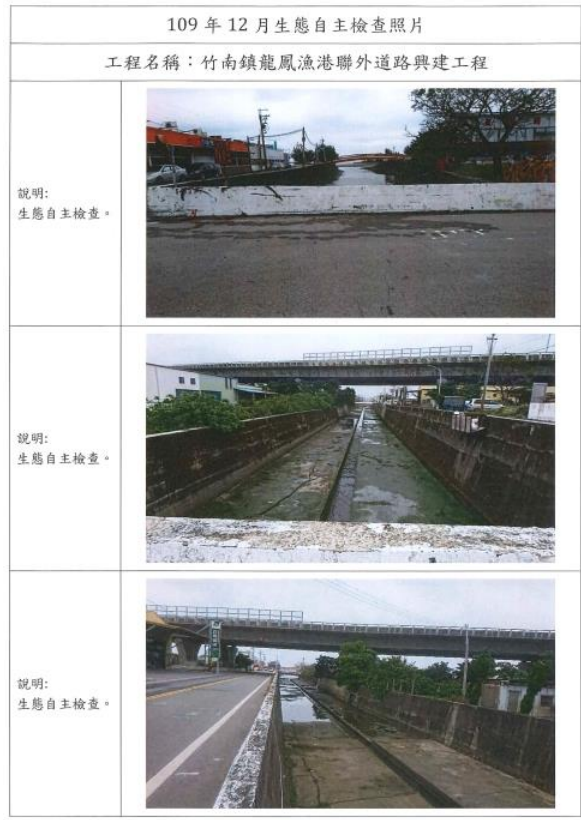 109 年 12 月生態自主檢查照片
工程名稱：竹南鎮龍鳳漁港聯外道路興建工程
說明:
生態自主檢查。
說明:
生態自主檢查。
說明:
生態自主檢查。